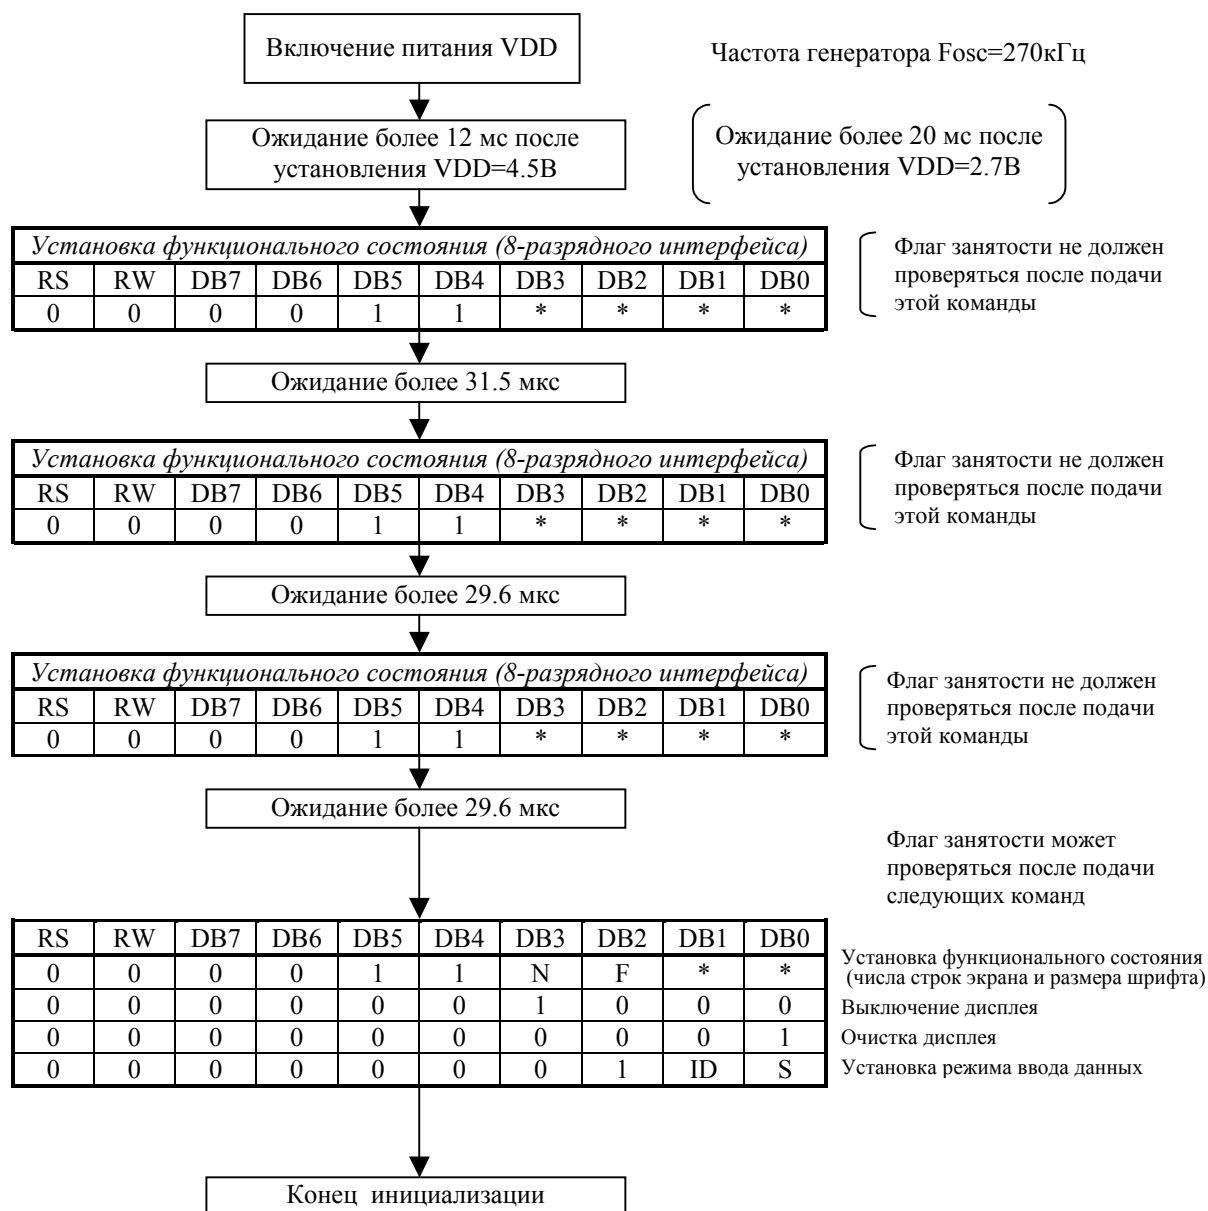 Включение питания VDD
Частота генератора Fosc=270кГц
Ожидание более 12 мс после
установления VDD=4.5В
Ожидание более 20 мс после
установления VDD=2.7В
Установка функционального состояния (8-разрядного интерфейса)
RS RW DB7 DB6 DB5 DB4 DB3 DB2 DB1 DB0
0 0 0 0 1 1 * * * *
Флаг занятости не должен
проверяться после подачи
этой команды
Ожидание более 31.5 мкс
Установка функционального состояния (8-разрядного интерфейса)
RS RW DB7 DB6 DB5 DB4 DB3 DB2 DB1 DB0
0 0 0 0 1 1 * * * *
Флаг занятости не должен
проверяться после подачи
этой команды
Ожидание более 29.6 мкс
Установка функционального состояния (8-разрядного интерфейса)
RS RW DB7 DB6 DB5 DB4 DB3 DB2 DB1 DB0
0 0 0 0 1 1 * * * *
Флаг занятости не должен
проверяться после подачи
этой команды
Ожидание более 29.6 мкс
Флаг занятости может
проверяться после подачи
следующих команд
RS RW DB7 DB6 DB5 DB4 DB3 DB2 DB1 DB0
0 0 0 0 1 1 N F * *
Установка функционального состояния
(числа строк экрана и размера шрифта)
0 0 0 0 0 0 1 0 0 0
Выключение дисплея
0 0 0 0 0 0 0 0 0 1
Очистка дисплея
0 0 0 0 0 0 0 1 ID S
Установка режима ввода данных
Конец инициализации